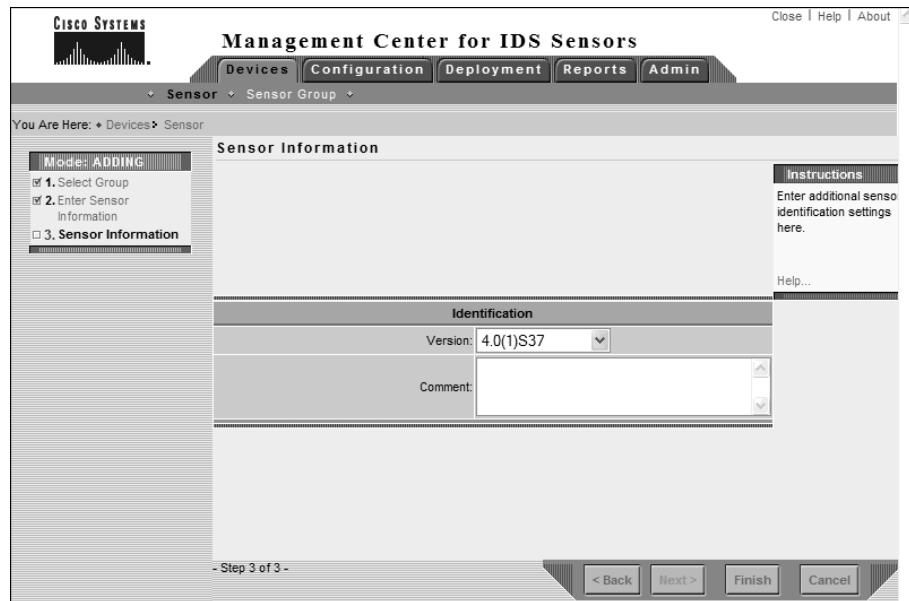 Close | Help | About
CISCO SYSTEMS
Management Center for IDS Sensors
Devices Configuration Deployment Reports Admin
Sensor Sensor Group
You Are Here: Devices Sensor
Sensor Information
Mode: ADDING
1. Select Group
2. Enter Sensor
Information
3. Sensor Information
Instructions
Enter additional senso
identification settings
here.
Help...
Identification
Version: 4.0(1)S37
Comment:
- Step 3 of 3 -
< Back Next > Finish Cancel